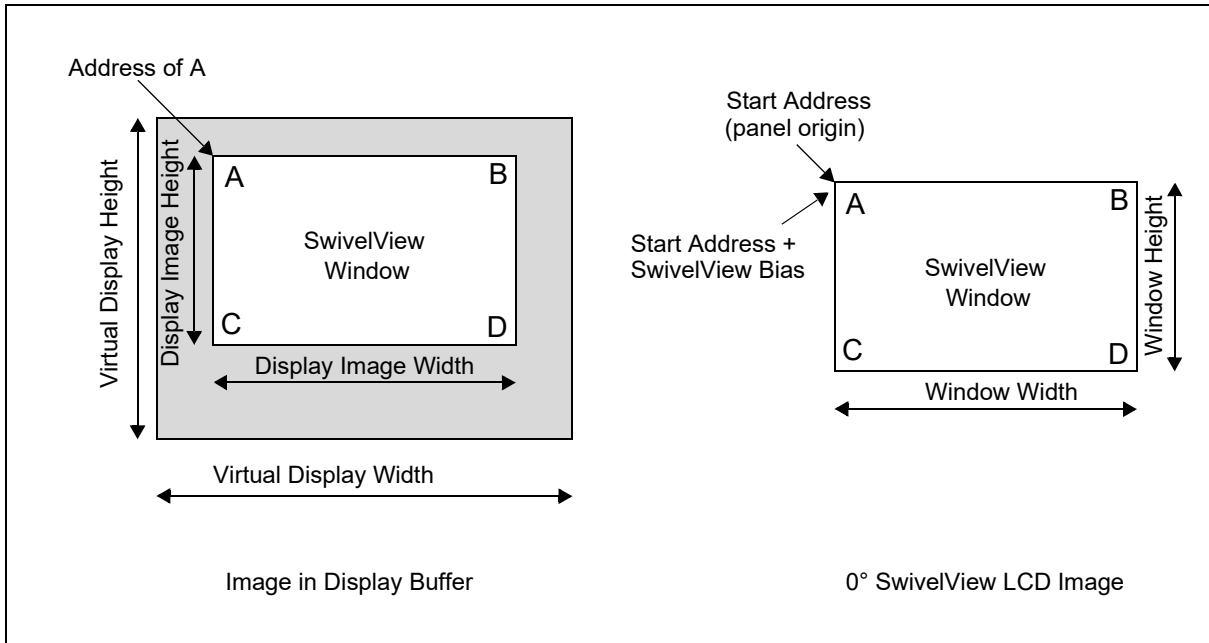 Address of A
Virtual Display Height
Display Image Height
A
B
SwivelView
Window
C
D
Display Image Width
Virtual Display Width
Image in Display Buffer
Start Address
(panel origin)
Start Address +
SwivelView Bias
A
B
SwivelView
Window
C
D
Window Height
Window Width
0° SwivelView LCD Image